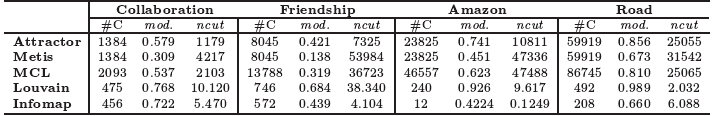 Collaboration Friendship Amazon Road
#C mod. ncut #C mod. ncut #C mod. ncut #C mod. ncut
Attractor 1384 0.579 1179 8045 0.421 7325 23825 0.741 10811 59919 0.856 25055
Metis 1384 0.309 4217 8045 0.138 53984 23825 0.451 47336 59919 0.673 31542
MCL 2093 0.537 2103 13788 0.319 36723 46557 0.623 47488 86745 0.810 25065
Louvain 475 0.768 10.120 746 0.684 38.340 240 0.926 9.617 492 0.989 2.032
Infomap 456 0.722 5.470 572 0.439 4.104 12 0.4224 0.1249 208 0.660 6.088